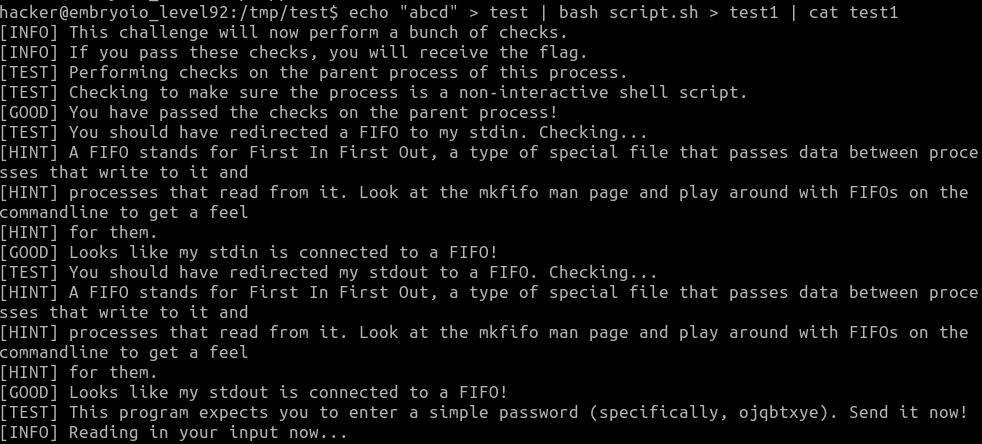 hacker@embryoio_level92:/tmp/test$ echo "abcd" > test | bash script.sh > test1 | cat test1
[INFO] This challenge will now perform a bunch of checks.
[INFO] If you pass these checks, you will receive the flag.
[TEST] Performing checks on the parent process of this process.
[TEST] Checking to make sure the process is a non-interactive shell script.
[GOOD] You have passed the checks on the parent process!
[TEST] You should have redirected a FIFO to my stdin. Checking...
[HINT] A FIFO stands for First In First Out, a type of special file that passes data between proce
sses that write to it and
[HINT] processes that read from it. Look at the mkfifo man page and play around with FIFOs on the
commandline to get a feel
[HINT] for them.
[GOOD] Looks like my stdin is connected to a FIFO!
[TEST] You should have redirected my stdout to a FIFO. Checking...
[HINT] A FIFO stands for First In First Out, a type of special file that passes data between proce
sses that write to it and
[HINT] processes that read from it. Look at the mkfifo man page and play around with FIFOs on the
commandline to get a feel
[HINT] for them.
[GOOD] Looks like my stdout is connected to a FIFO!
[TEST] This program expects you to enter a simple password (specifically, ojqbtxye). Send it now!
[INFO] Reading in your input now...